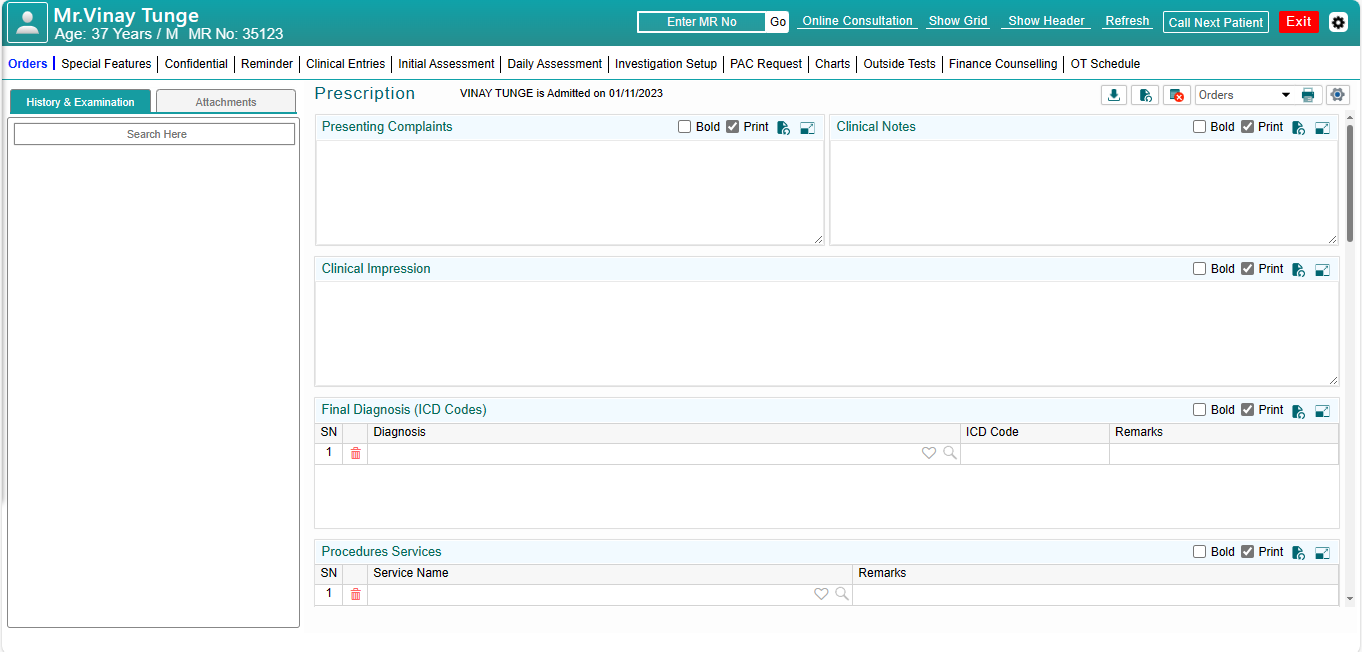 Mr.Vinay Tunge
Age: 37 Years / M MR No: 35123
Enter MR No Go Online Consultation Show Grid Show Header Refresh Call Next Patient Exit
Orders Special Features Confidential Reminder Clinical Entries Initial Assessment Daily Assessment Investigation Setup PAC Request Charts Outside Tests Finance Counselling OT Schedule
History & Examination Attachments
Search Here
Prescription VINAY TUNGE is Admitted on 01/11/2023 Orders
Presenting Complaints Bold Print
Clinical Notes Bold Print
Clinical Impression Bold Print
Final Diagnosis (ICD Codes) Bold Print
SN Diagnosis ICD Code Remarks
1
Procedures Services Bold Print
SN Service Name Remarks
1